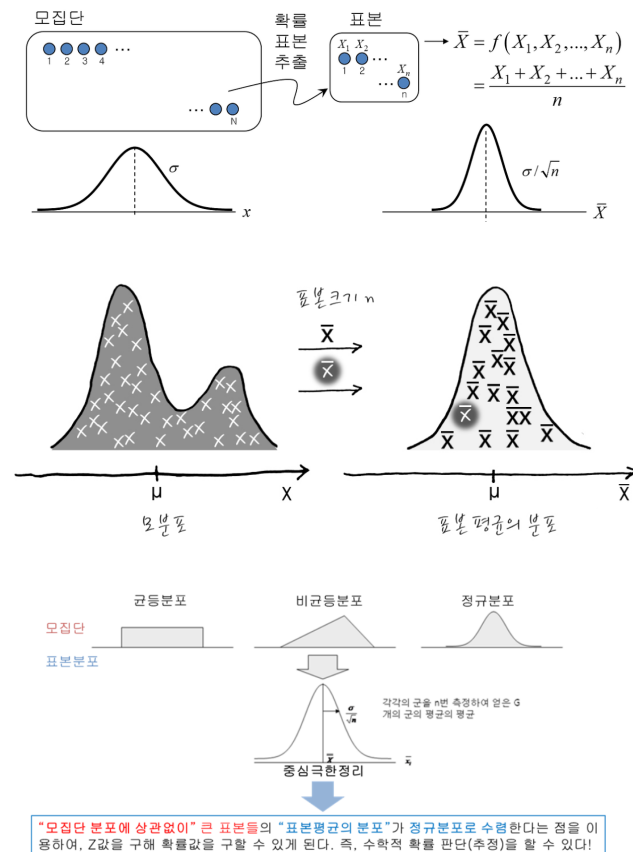 모집단
1 2 3 4 ...
... N
확률
표본
추출
표본
X₁ X₂
1 2
... Xₙ
n
X̄ = f(X₁, X₂,..., Xₙ)
= (X₁ + X₂ + ... + Xₙ) / n
σ
x
σ/√n
X̄
표본크기 n
X̄
X̄
μ X
모분포
μ X̄
표본 평균의 분포
균등분포 비균등분포 정규분포
모집단
표본분포
σ/√n
각각의 군을 n번 측정하여 얻은 G
개의 군의 평균의 평균
중심극한정리
“모집단 분포에 상관없이” 큰 표본들의 “표본평균의 분포”가 정규분포로 수렴한다는 점을 이
용하여, Z값을 구해 확률값을 구할 수 있게 된다. 즉, 수학적 확률 판단(추정)을 할 수 있다!